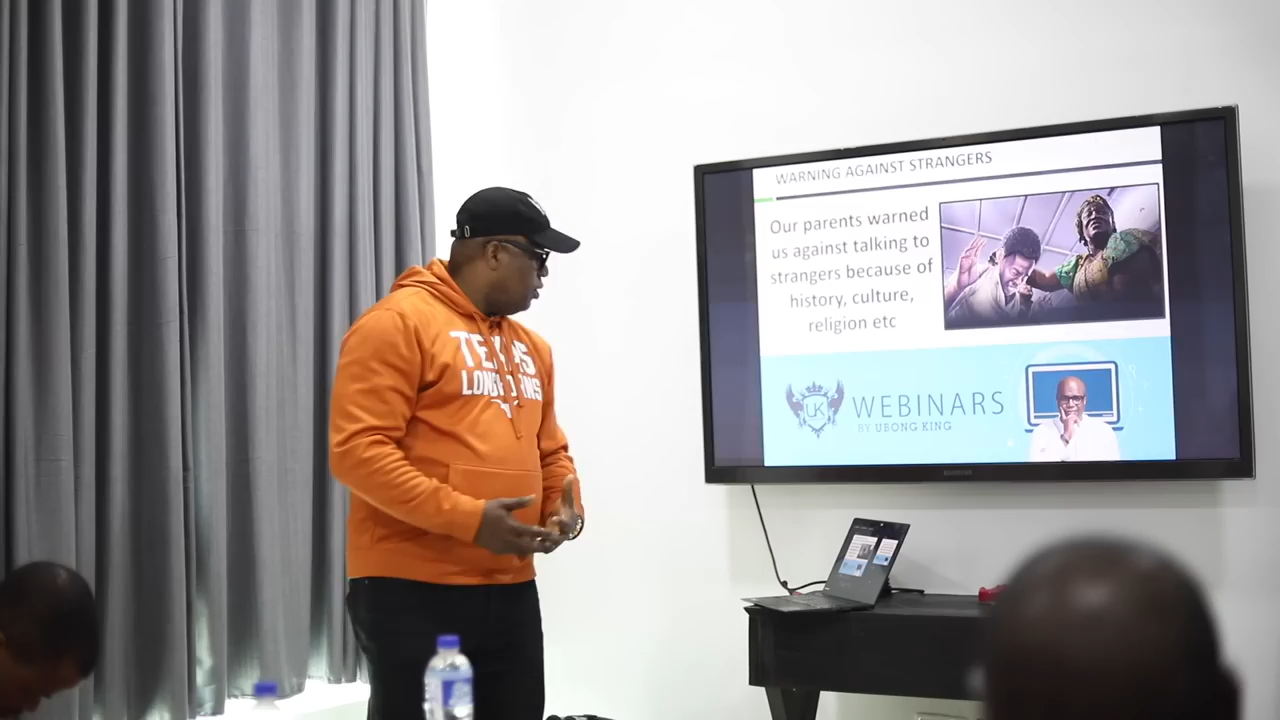 WARNING AGAINST STRANGERS
Our parents warned
us against talking to
strangers because of
history, culture,
religion etc
UK
WEBINARS
BY UBONG KING
TEXAS
LONGHORNS